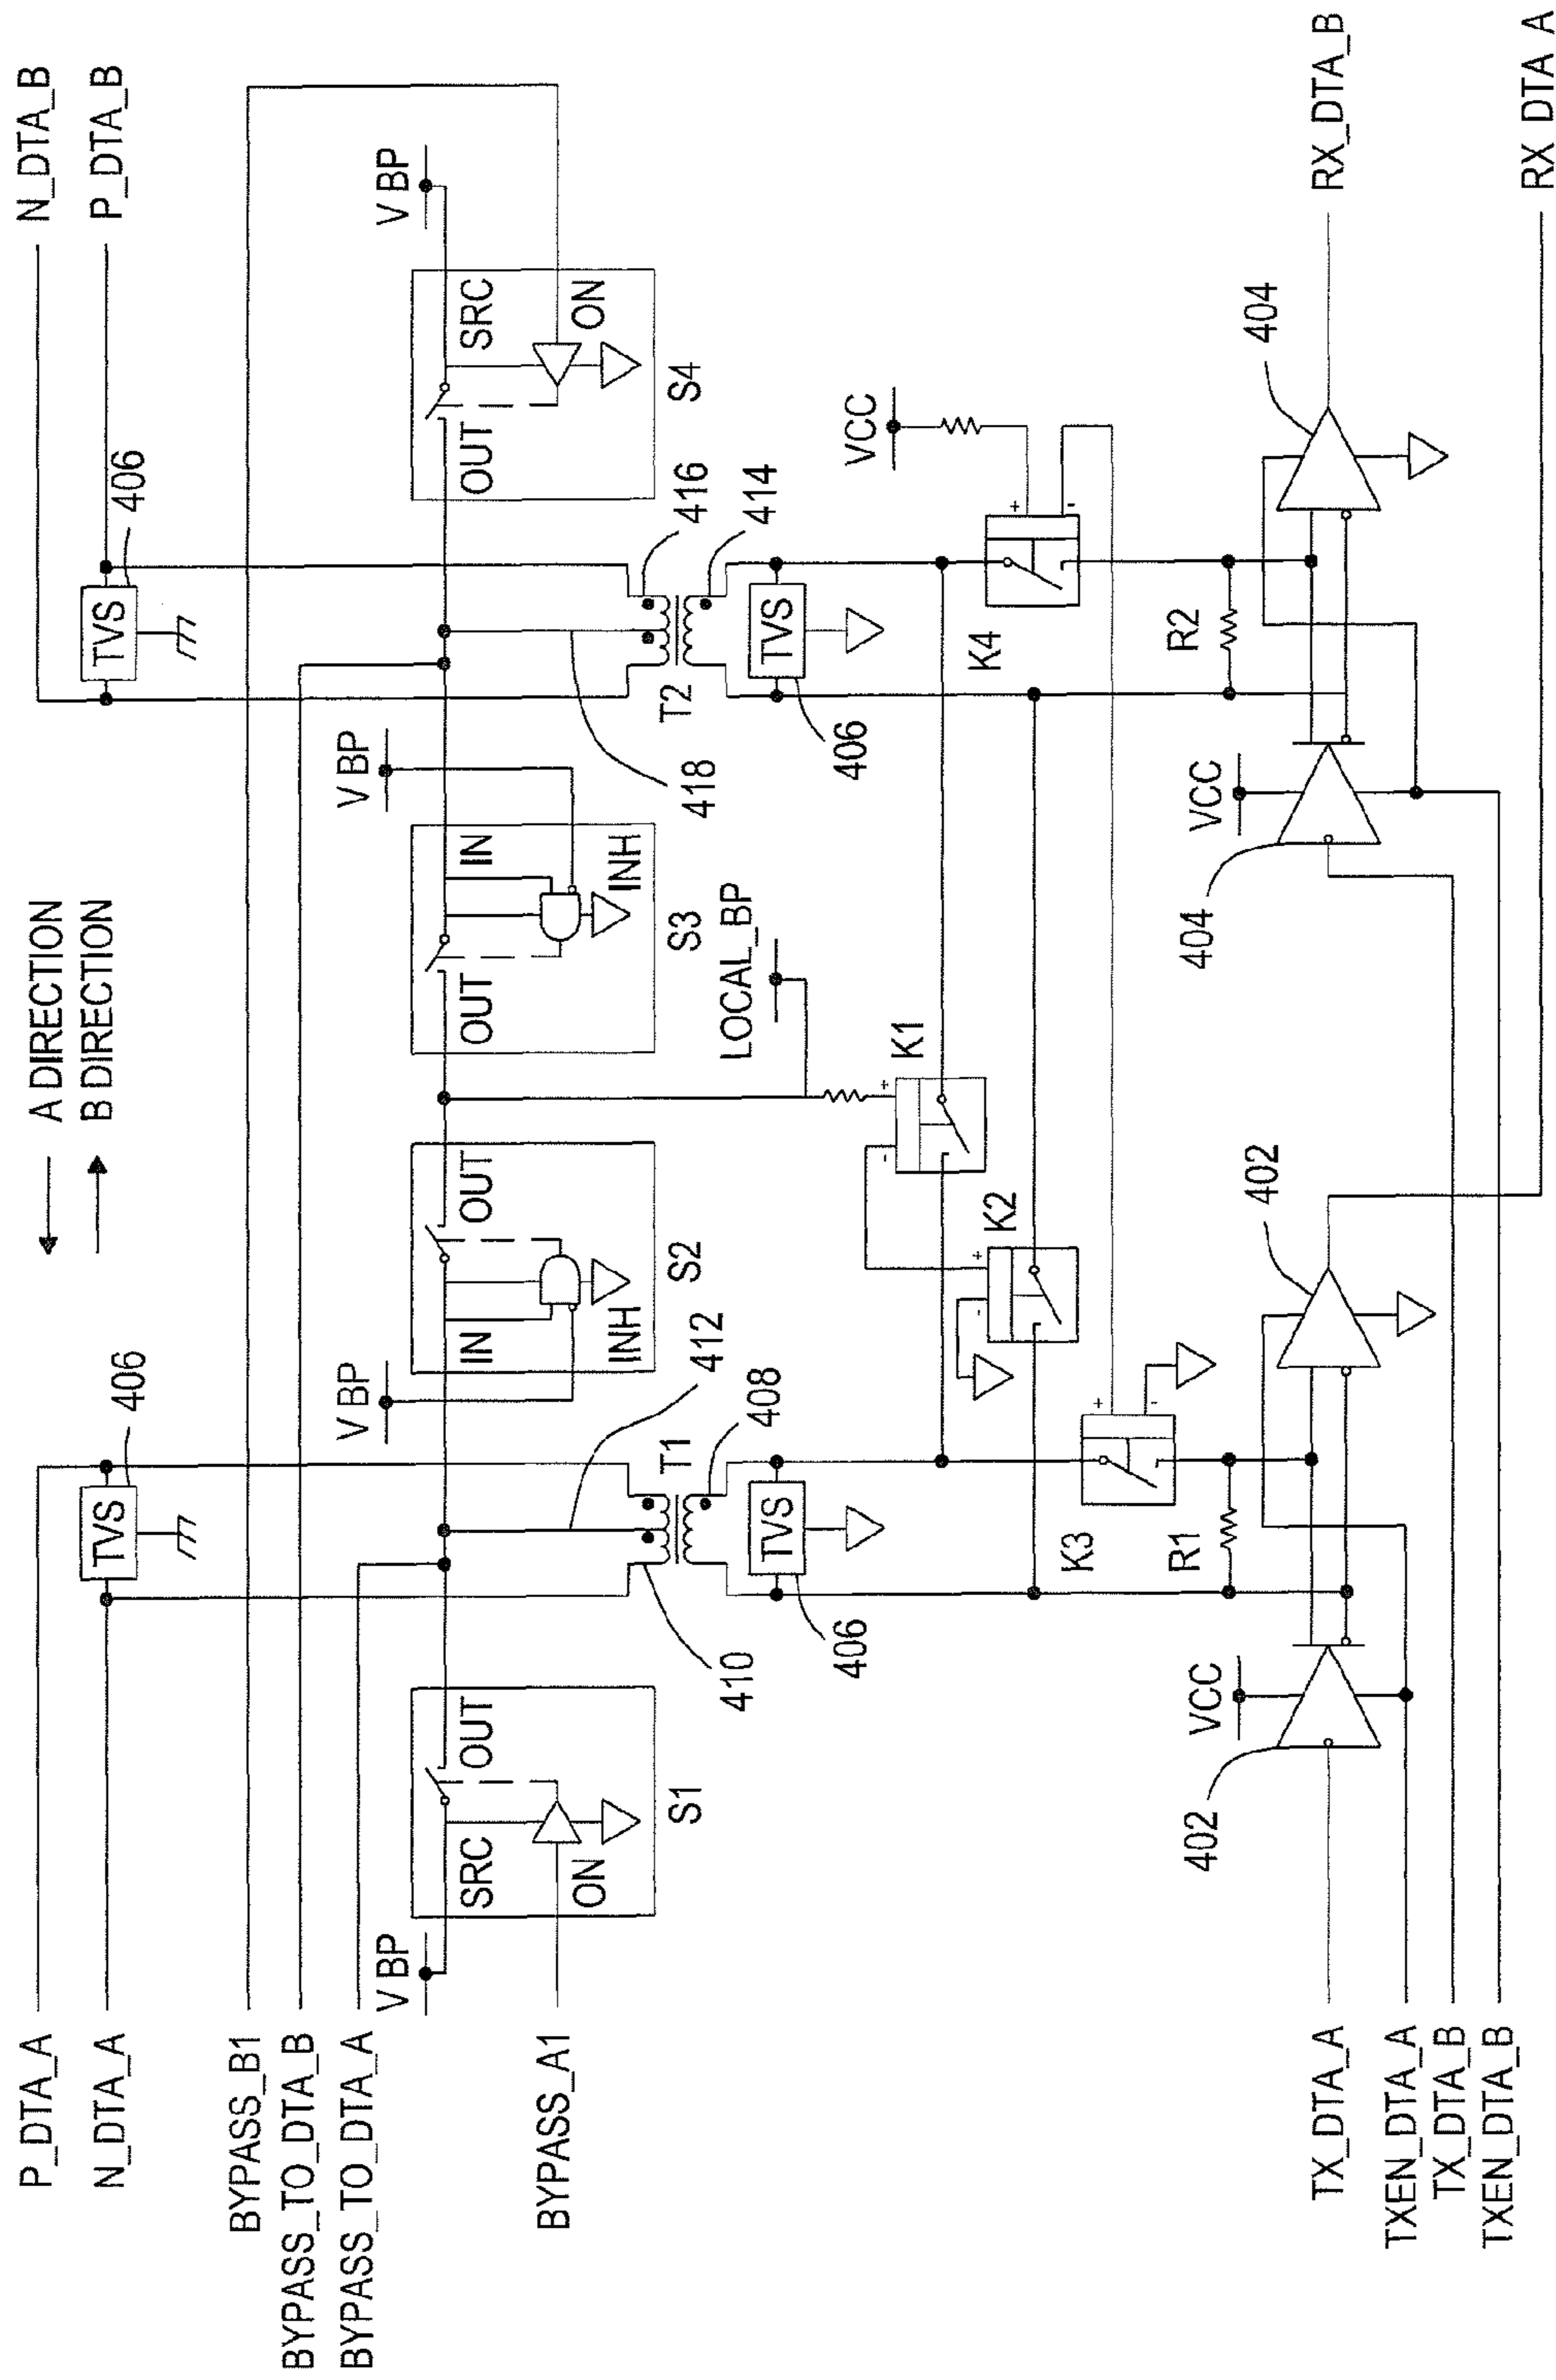 A DIRECTION
B DIRECTION
P_DTA_A
N_DTA_A
N_DTA_B
P_DTA_B
TVS
406
TVS
406
BYPASS_B1
BYPASS_TO_DTA_B
BYPASS_TO_DTA_A
BYPASS_A1
V BP
V BP
V BP
V BP
SRC
OUT
ON
S1
IN
OUT
INH
S2
OUT
IN
INH
S3
OUT
SRC
ON
S4
410
T1
412
408
LOCAL_BP
T2
418
416
414
TVS
406
TVS
406
+
-
K1
+
-
K2
+
-
K3
+
-
K4
VCC
R1
R2
VCC
402
402
VCC
404
404
TX_DTA_A
TXEN_DTA_A
TX_DTA_B
TXEN_DTA_B
RX_DTA_B
RX DTA A